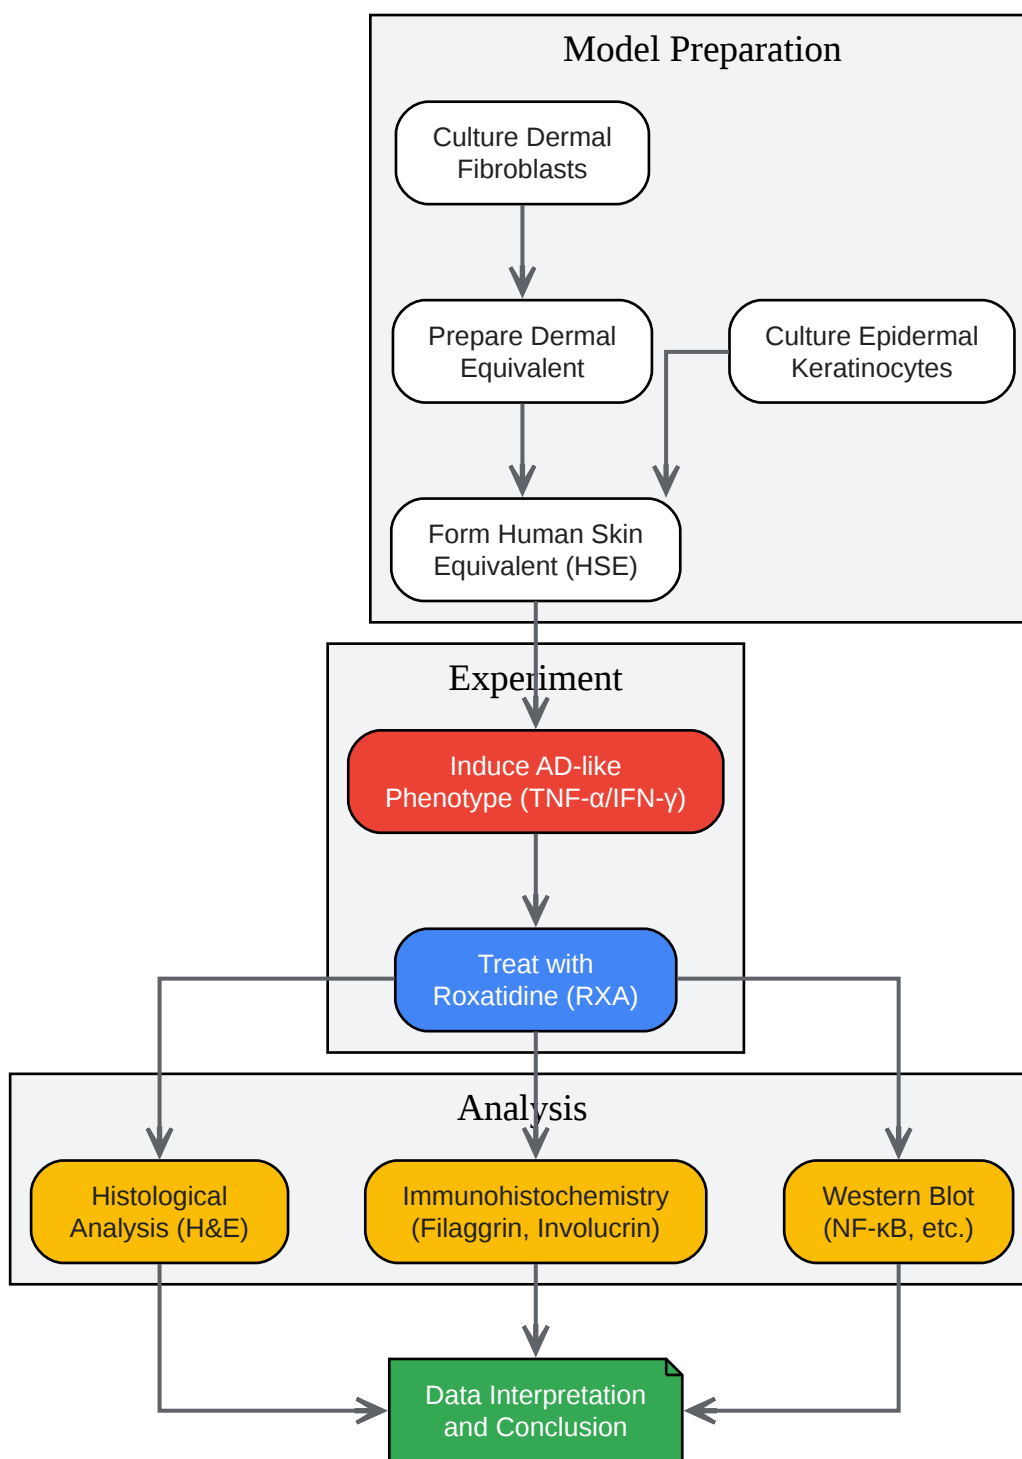 Model Preparation
Culture Dermal
Fibroblasts
Prepare Dermal
Equivalent
Culture Epidermal
Keratinocytes
Form Human Skin
Equivalent (HSE)
Experiment
Induce AD-like
Phenotype (TNF-α/IFN-γ)
Treat with
Roxatidine (RXA)
Analysis
Histological
Analysis (H&E)
Immunohistochemistry
(Filaggrin, Involucrin)
Western Blot
(NF-κB, etc.)
Data Interpretation
and Conclusion